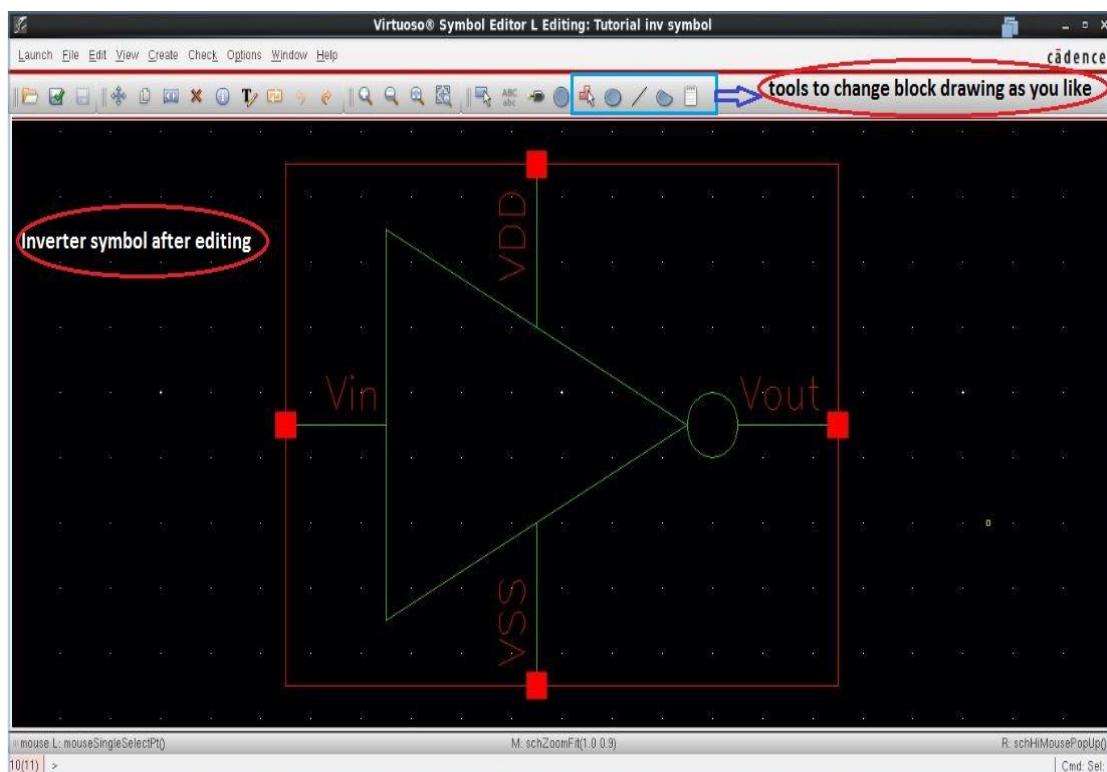 Virtuoso® Symbol Editor L Editing: Tutorial inv symbol
Launch File Edit View Create Check Options Window Help
cādence
ABC
abc
tools to change block drawing as you like
Inverter symbol after editing
VDD
Vin
Vout
VSS
mouse L: mouseSingleSelectPt()
M: schZoomFit(1.0 0.9)
R: schHiMousePopUp()
10(11) >
Cmd: Sel: